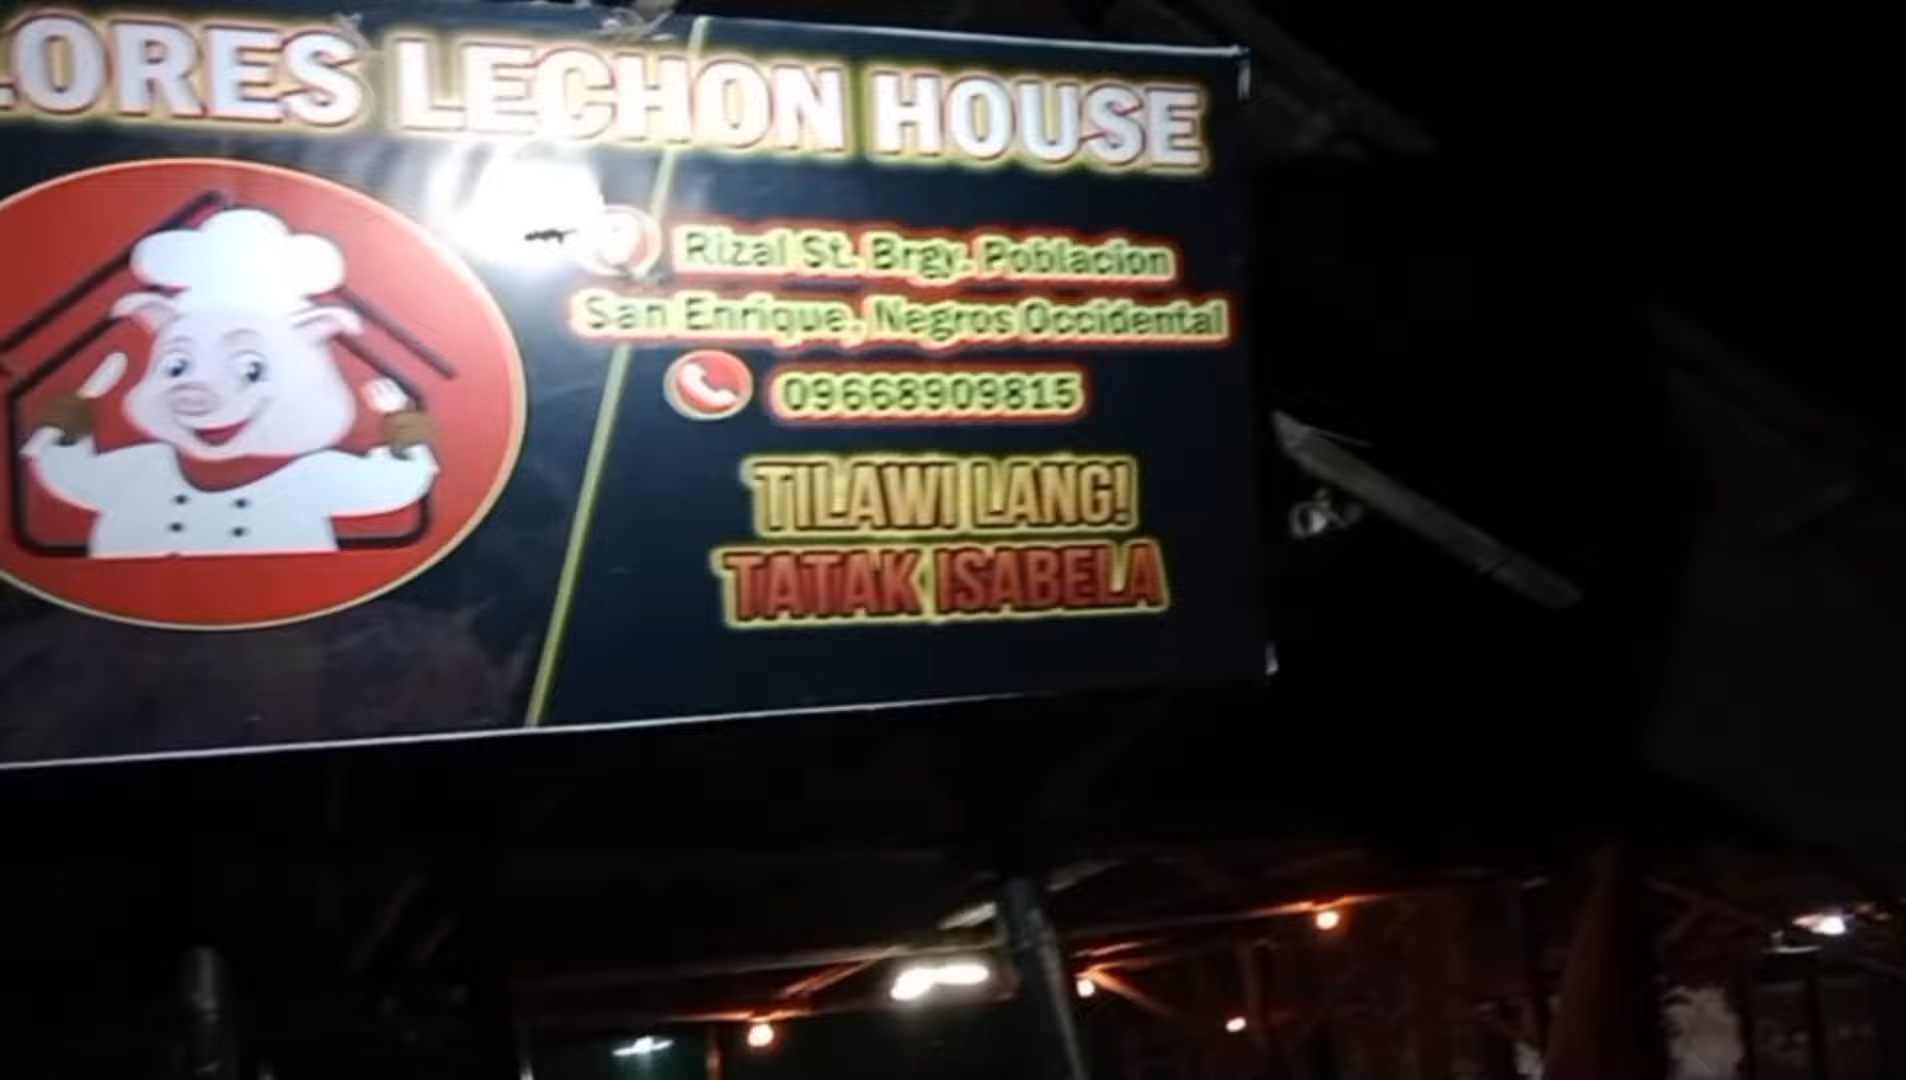 LORES LECHON HOUSE
Rizal St. Brgy. Poblacion
San Enrique, Negros Occidental
09668909815
TILAWI LANG!
TATAK ISABELA